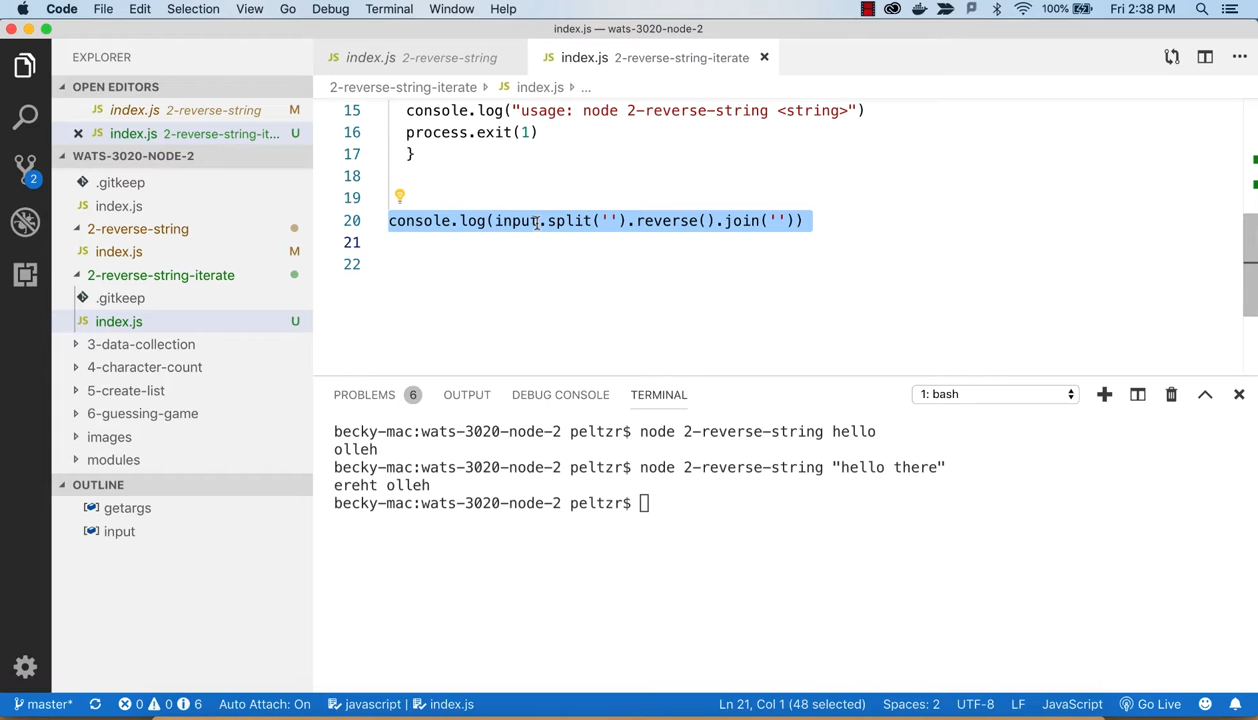 Code File Edit Selection View Go Debug Terminal Window Help 100% Fri 2:38 PM
index.js — wats-3020-node-2
EXPLORER
JS index.js 2-reverse-string
JS index.js 2-reverse-string-iterate
OPEN EDITORS
2-reverse-string-iterate JS index.js ...
JS index.js 2-reverse-string M
JS index.js 2-reverse-string-it... U
WATS-3020-NODE-2
.gitkeep
JS index.js
2-reverse-string
JS index.js M
2-reverse-string-iterate
.gitkeep
JS index.js U
3-data-collection
4-character-count
5-create-list
6-guessing-game
images
modules
OUTLINE
getargs
input
2
15 console.log("usage: node 2-reverse-string <string>")
16 process.exit(1)
17 }
18
19
20 console.log(input.split('').reverse().join(''))
21
22
PROBLEMS 6 OUTPUT DEBUG CONSOLE TERMINAL 1: bash
becky-mac:wats-3020-node-2 peltzr$ node 2-reverse-string hello
olleh
becky-mac:wats-3020-node-2 peltzr$ node 2-reverse-string "hello there"
ereht olleh
becky-mac:wats-3020-node-2 peltzr$
master* 0 0 6 Auto Attach: On javascript | index.js Ln 21, Col 1 (48 selected) Spaces: 2 UTF-8 LF JavaScript Go Live